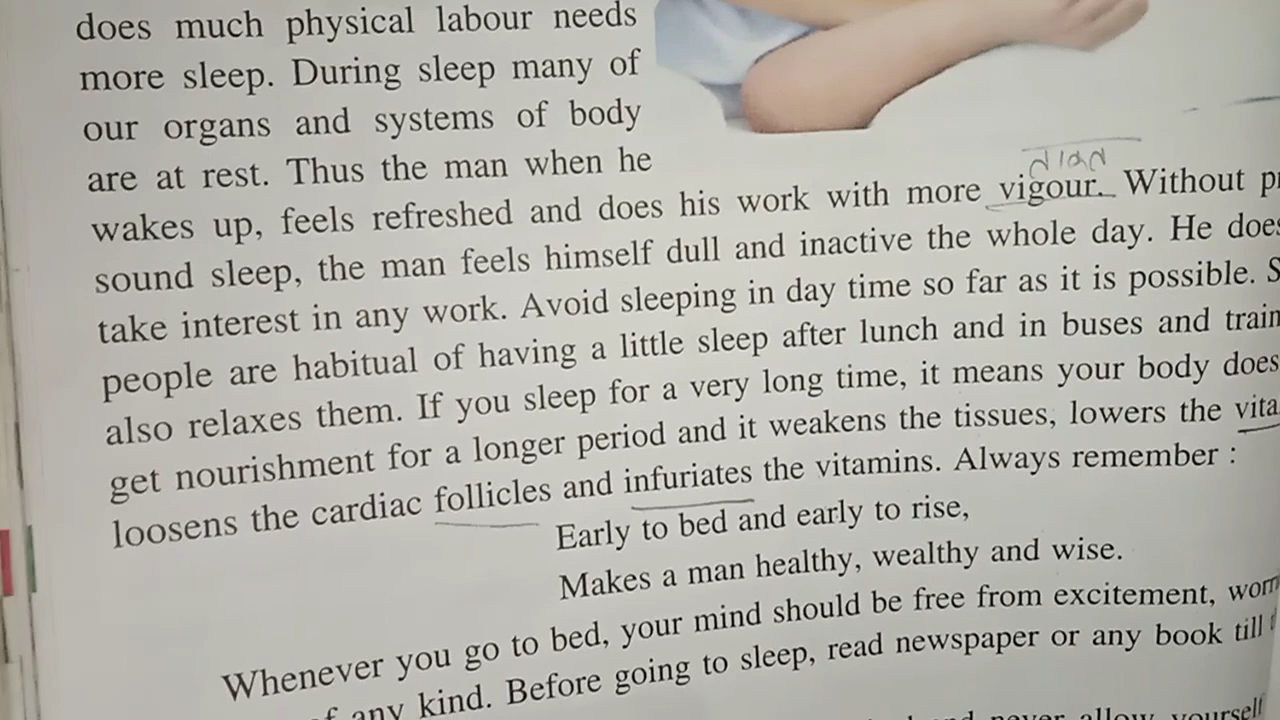 does much physical labour needs
more sleep. During sleep many of
our organs and systems of body
are at rest. Thus the man when he
wakes up, feels refreshed and does his work with more vigour. Without
sound sleep, the man feels himself dull and inactive the whole day. He does
take interest in any work. Avoid sleeping in day time so far as it is possible.
people are habitual of having a little sleep after lunch and in buses and train
also relaxes them. If you sleep for a very long time, it means your body does
get nourishment for a longer period and it weakens the tissues, lowers the vita
loosens the cardiac follicles and infuriates the vitamins. Always remember :
Early to bed and early to rise,
Makes a man healthy, wealthy and wise.
Whenever you go to bed, your mind should be free from excitement,
any kind. Before going to sleep, read newspaper or any book till
never allow yourself